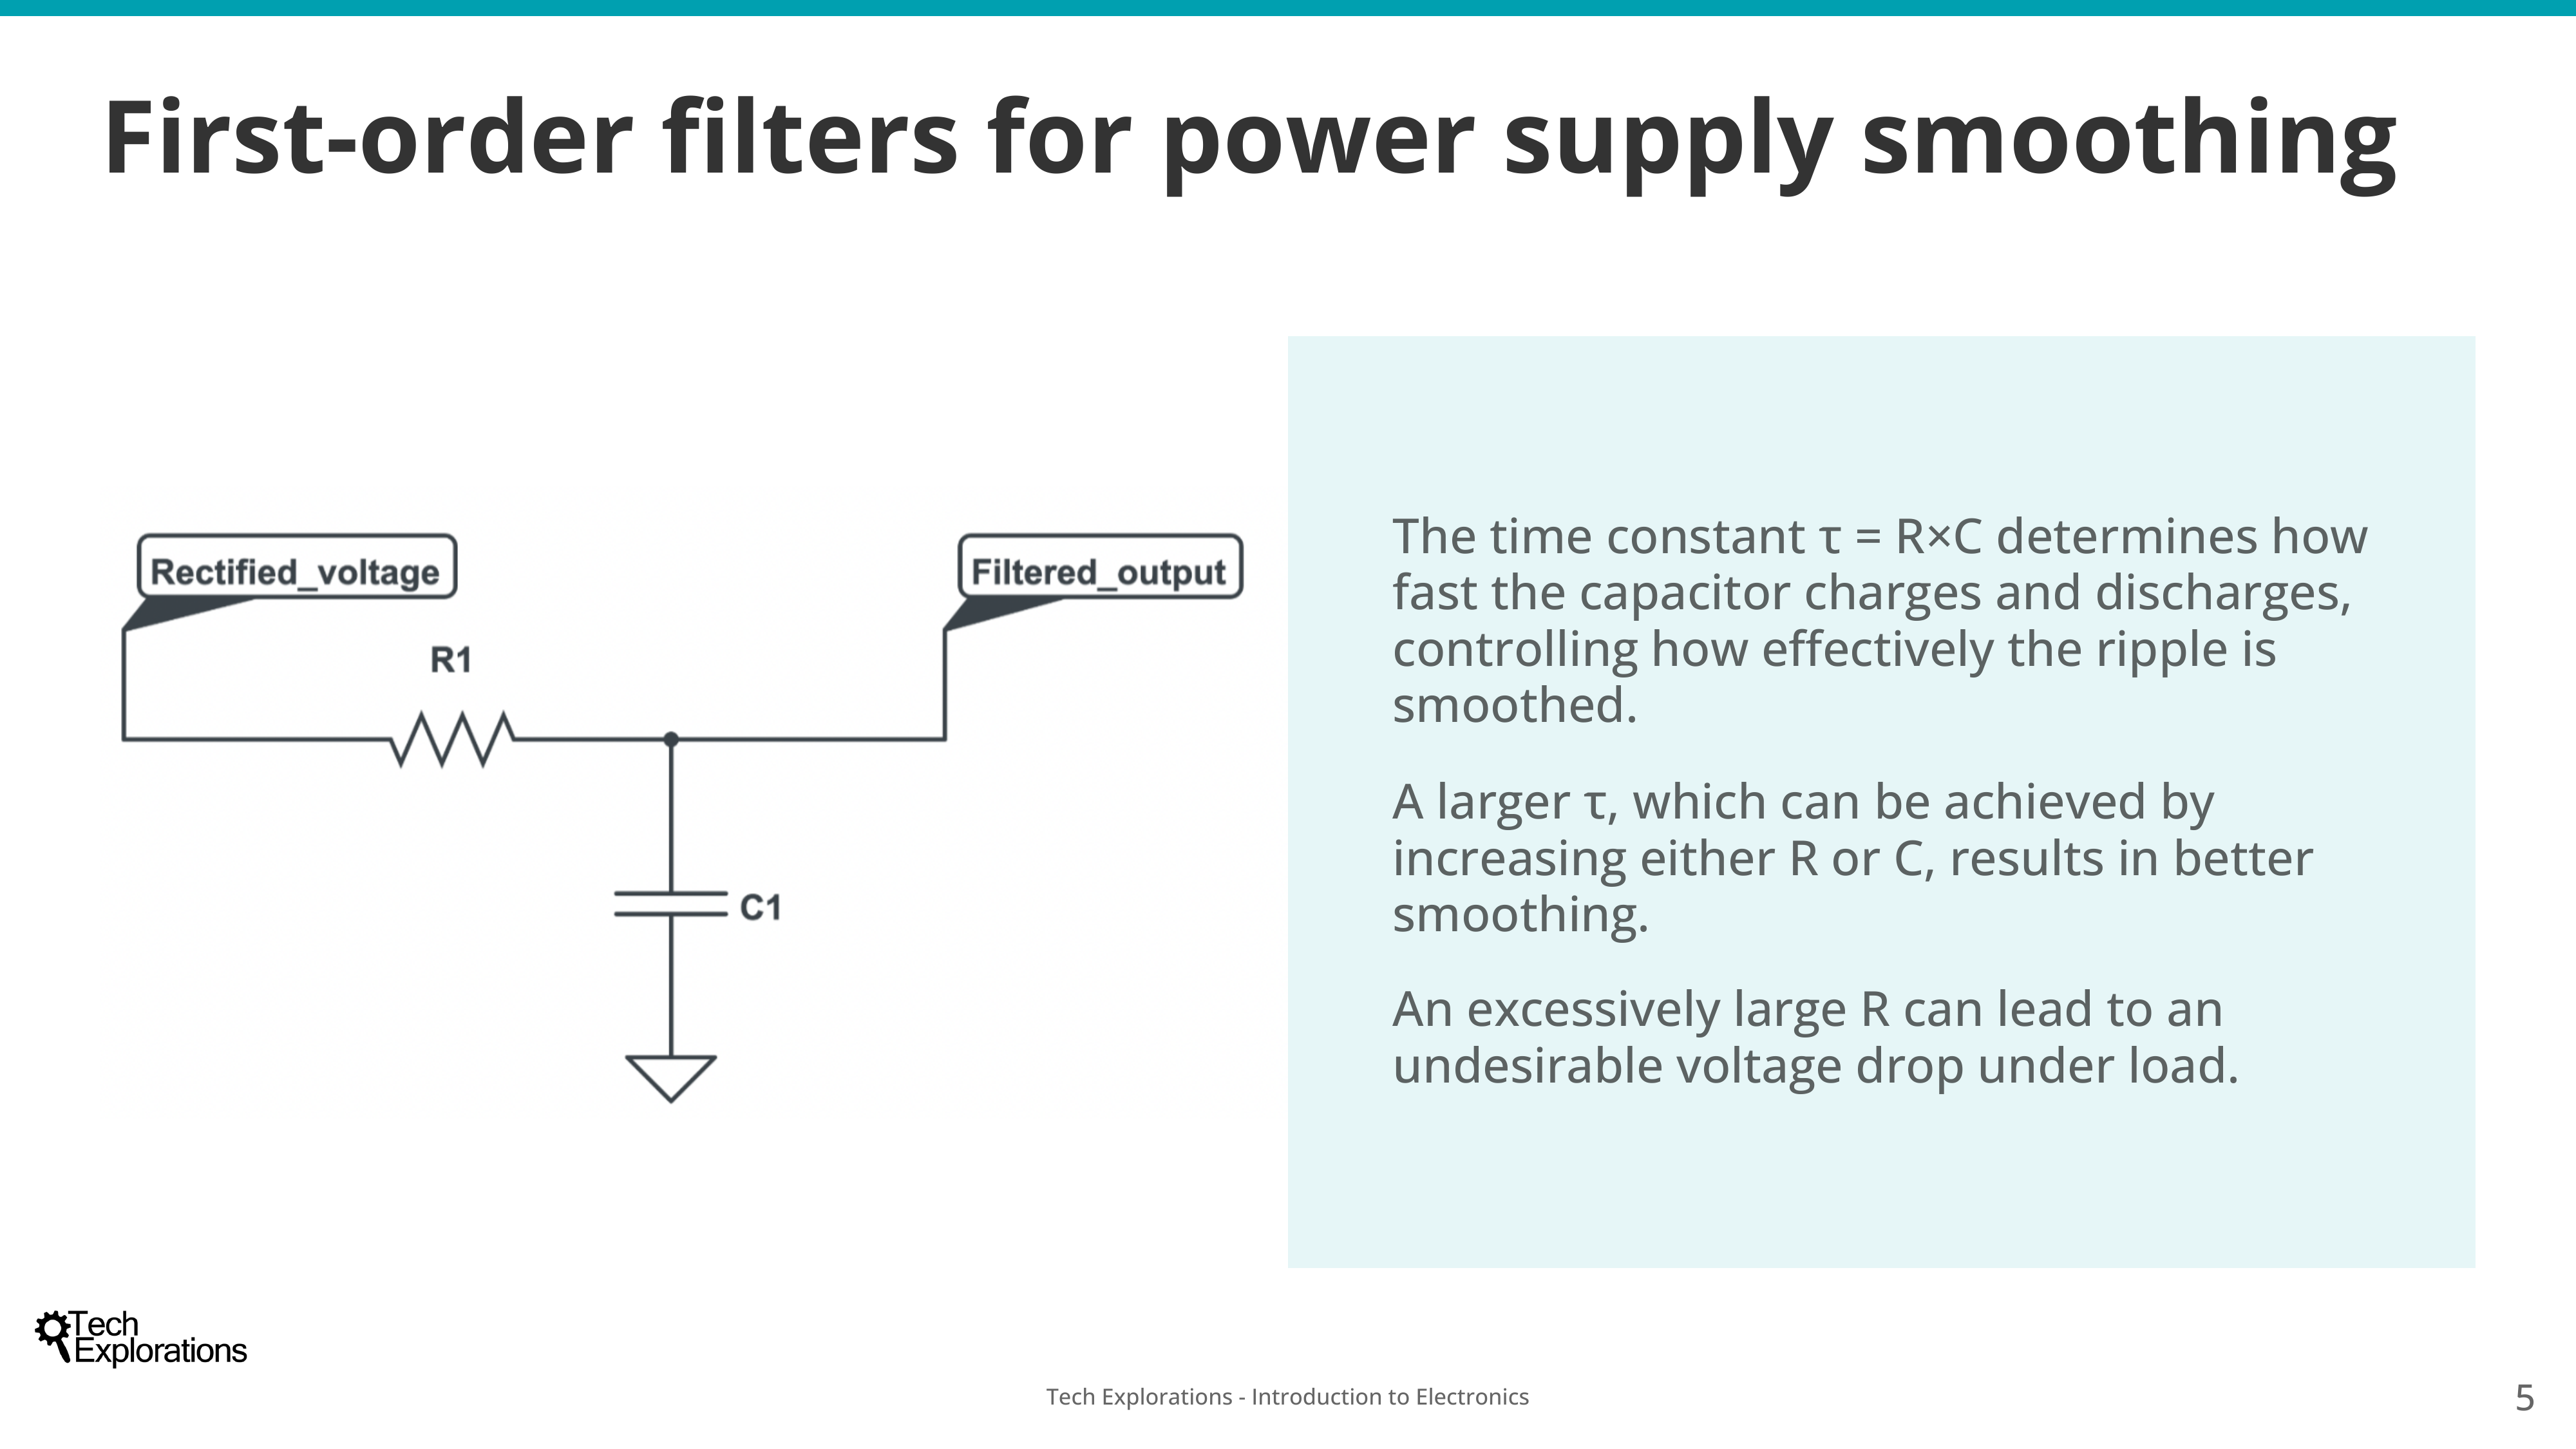 First-order filters for power supply smoothing
Rectified_voltage
Filtered_output
R1
C1
The time constant τ = R×C determines how
fast the capacitor charges and discharges,
controlling how effectively the ripple is
smoothed.
A larger τ, which can be achieved by
increasing either R or C, results in better
smoothing.
An excessively large R can lead to an
undesirable voltage drop under load.
Tech
Explorations
Tech Explorations - Introduction to Electronics
5